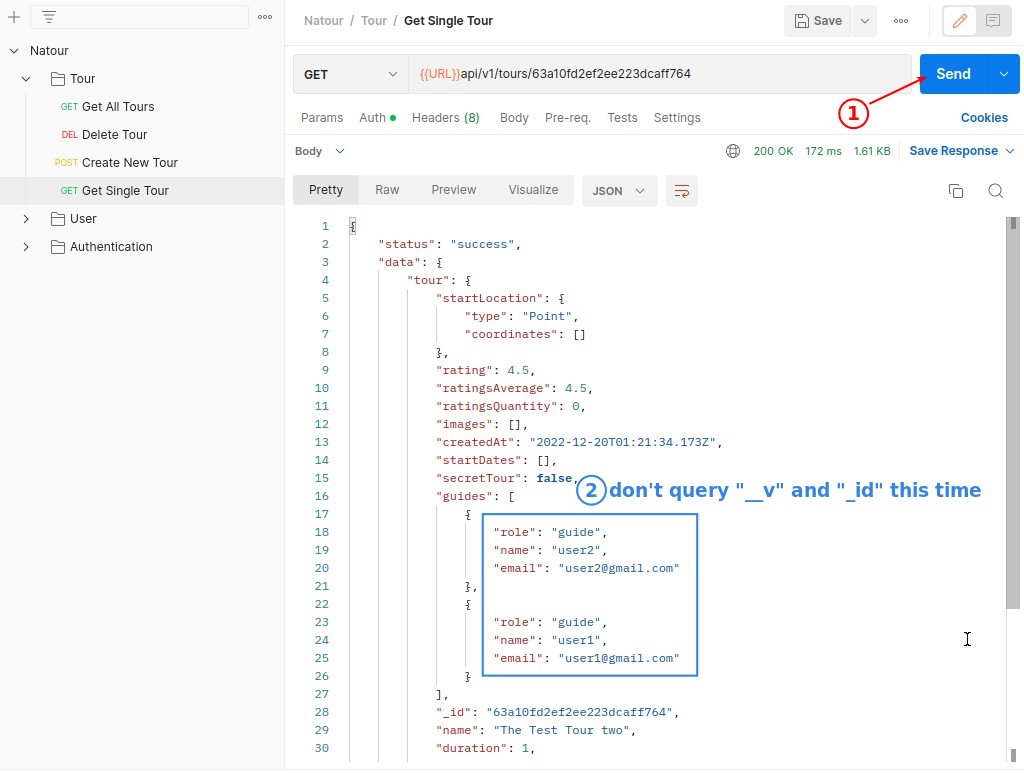 Natour / Tour / Get Single Tour
Save
Natour
Tour
GET Get All Tours
DEL Delete Tour
POST Create New Tour
GET Get Single Tour
User
Authentication
GET
{{URL}}api/v1/tours/63a10fd2ef2ee223dcaff764
Send
1
Params Auth Headers (8) Body Pre-req. Tests Settings Cookies
Body 200 OK 172 ms 1.61 KB Save Response
Pretty Raw Preview Visualize JSON
1 {
2 "status": "success",
3 "data": {
4 "tour": {
5 "startLocation": {
6 "type": "Point",
7 "coordinates": []
8 },
9 "rating": 4.5,
10 "ratingsAverage": 4.5,
11 "ratingsQuantity": 0,
12 "images": [],
13 "createdAt": "2022-12-20T01:21:34.173Z",
14 "startDates": [],
15 "secretTour": false,
2 don't query "__v" and "_id" this time
16 "guides": [
17 {
18 "role": "guide",
19 "name": "user2",
20 "email": "user2@gmail.com"
21 },
22 {
23 "role": "guide",
24 "name": "user1",
25 "email": "user1@gmail.com"
26 }
27 ],
28 "_id": "63a10fd2ef2ee223dcaff764",
29 "name": "The Test Tour two",
30 "duration": 1,